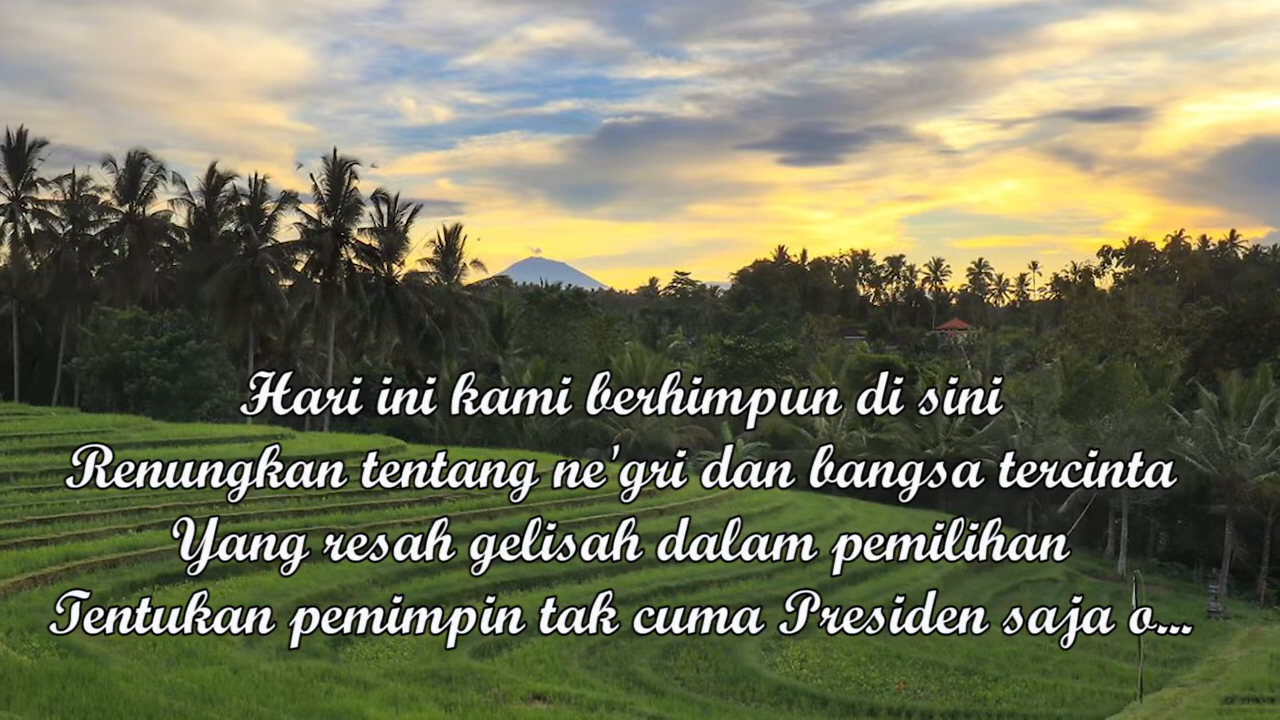 Hari ini kami berhimpun di sini
Renungkan tentang ne'gri dan bangsa tercinta
Yang resah gelisah dalam pemilihan
Tentukan pemimpin tak cuma Presiden saja o...